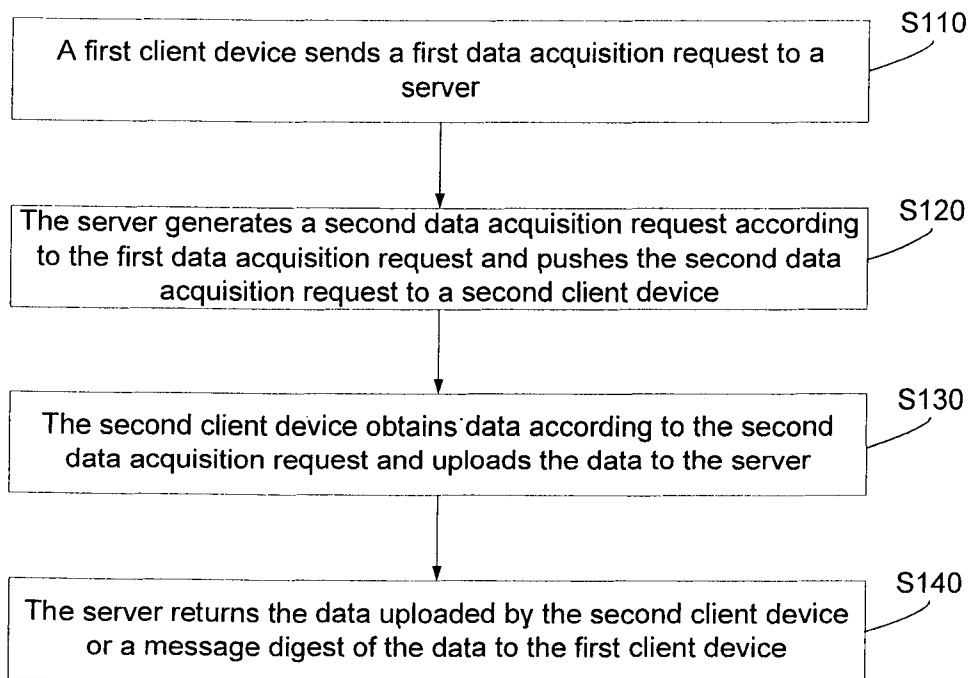 S110
A first client device sends a first data acquisition request to a
server
S120
The server generates a second data acquisition request according
to the first data acquisition request and pushes the second data
acquisition request to a second client device
S130
The second client device obtains data according to the second
data acquisition request and uploads the data to the server
S140
The server returns the data uploaded by the second client device
or a message digest of the data to the first client device